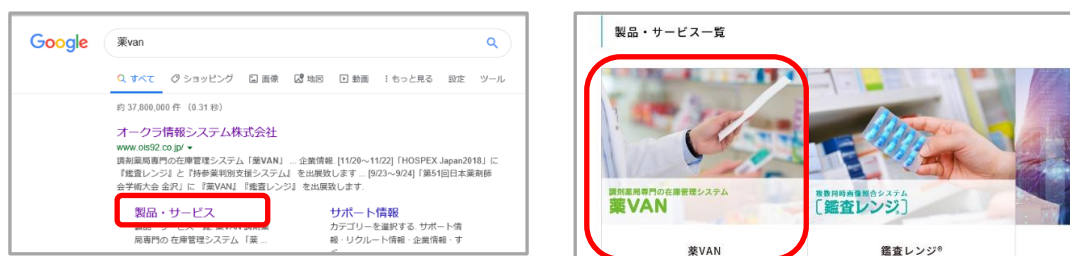 Google
薬van
すべて ショッピング 画像 地図 動画 もっと見る 設定 ツール
約 37,800,000 件 （0.31 秒）
オークラ情報システム株式会社
www.ois92.co.jp/
調剤薬局専門の在庫管理システム「薬VAN」 ... 企業情報. [11/20～11/22]「HOSPEX Japan2018」に
『鑑査レンジ』と『持参薬判別支援システム』 を出展致します ... [9/23～9/24]「第51回日本薬剤師
会学術大会 金沢」に 『薬VAN』『鑑査レンジ』 を出展致します.
製品・サービス
局専門の 在庫管理システム 「薬 ...
サポート情報
カテゴリーを選択する. サポート情
報・リクルート情報・企業情報・す
製品・サービス一覧
調剤薬局専門の在庫管理システム
薬VAN
薬VAN
複数同時画像照合システム
［鑑査レンジ］
鑑査レンジ®